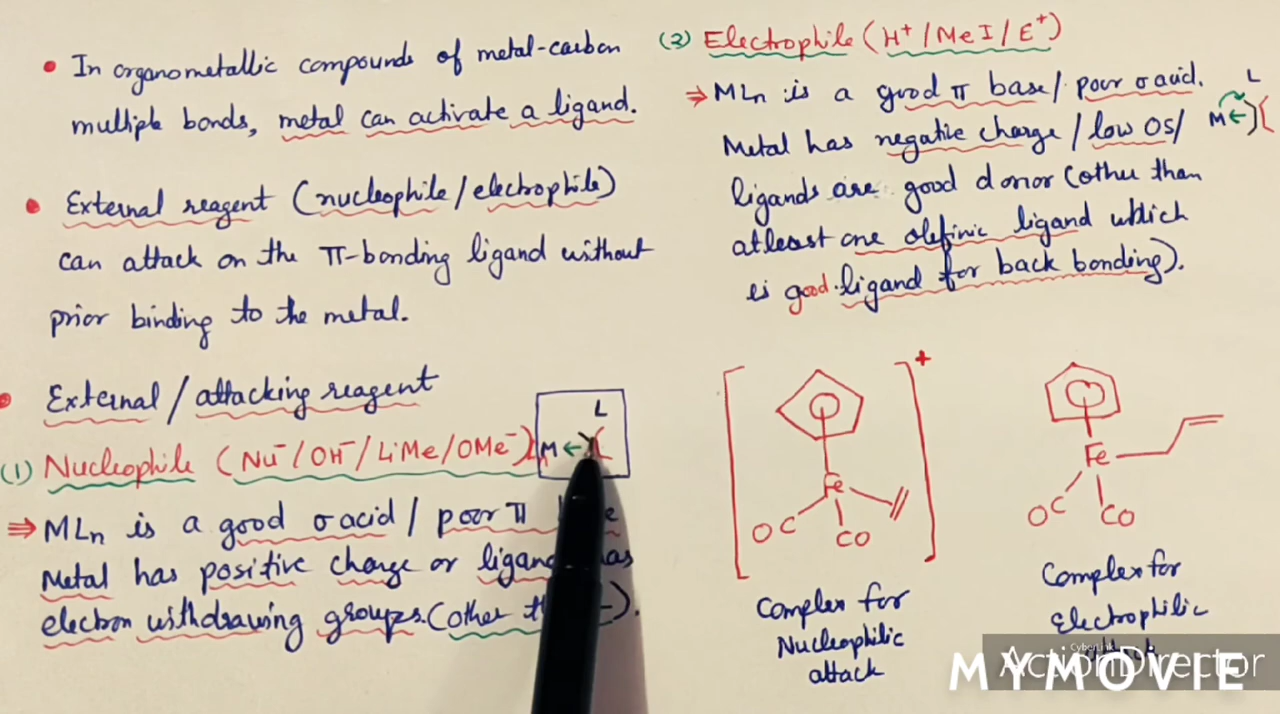 • In organometallic compounds of metal-carbon
multiple bonds, metal can activate a ligand.
• External reagent (nucleophile/electrophile)
can attack on the π-bonding ligand without
prior binding to the metal.
• External / attacking reagent
(1) Nucleophile (Nu⁻/OH⁻/LiMe/OMe⁻)
L
M ←
⇒ MLn is a good σ acid / poor π
Metal has positive charge or has
electron withdrawing groups (other
(2) Electrophile (H⁺/MeI/E⁺)
⇒ MLn is a good π base/ poor σ acid.
Metal has negative charge / low OS/
ligands are good donor (other than
atleast one olefinic ligand which
is good ligand for back bonding).
L
M ←
+
Fe
OC
CO
Complex for
Nucleophilic
attack
Fe
OC
CO
Complex for
Electrophilic
CyberLink
ActionDirector
MYMOVIE